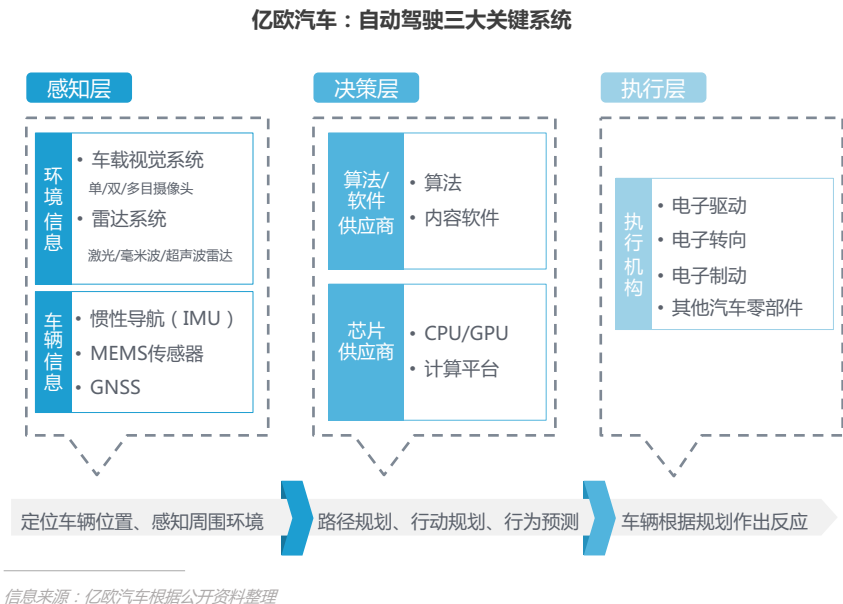 亿欧汽车：自动驾驶三大关键系统
感知层
环境信息
• 车载视觉系统
单/双/多目摄像头
• 雷达系统
激光/毫米波/超声波雷达
车辆信息
• 惯性导航（IMU）
• MEMS传感器
• GNSS
决策层
算法/
软件
供应商
• 算法
• 内容软件
芯片
供应商
• CPU/GPU
• 计算平台
执行层
执行机构
• 电子驱动
• 电子转向
• 电子制动
• 其他汽车零部件
定位车辆位置、感知周围环境
路径规划、行动规划、行为预测
车辆根据规划作出反应
信息来源：亿欧汽车根据公开资料整理